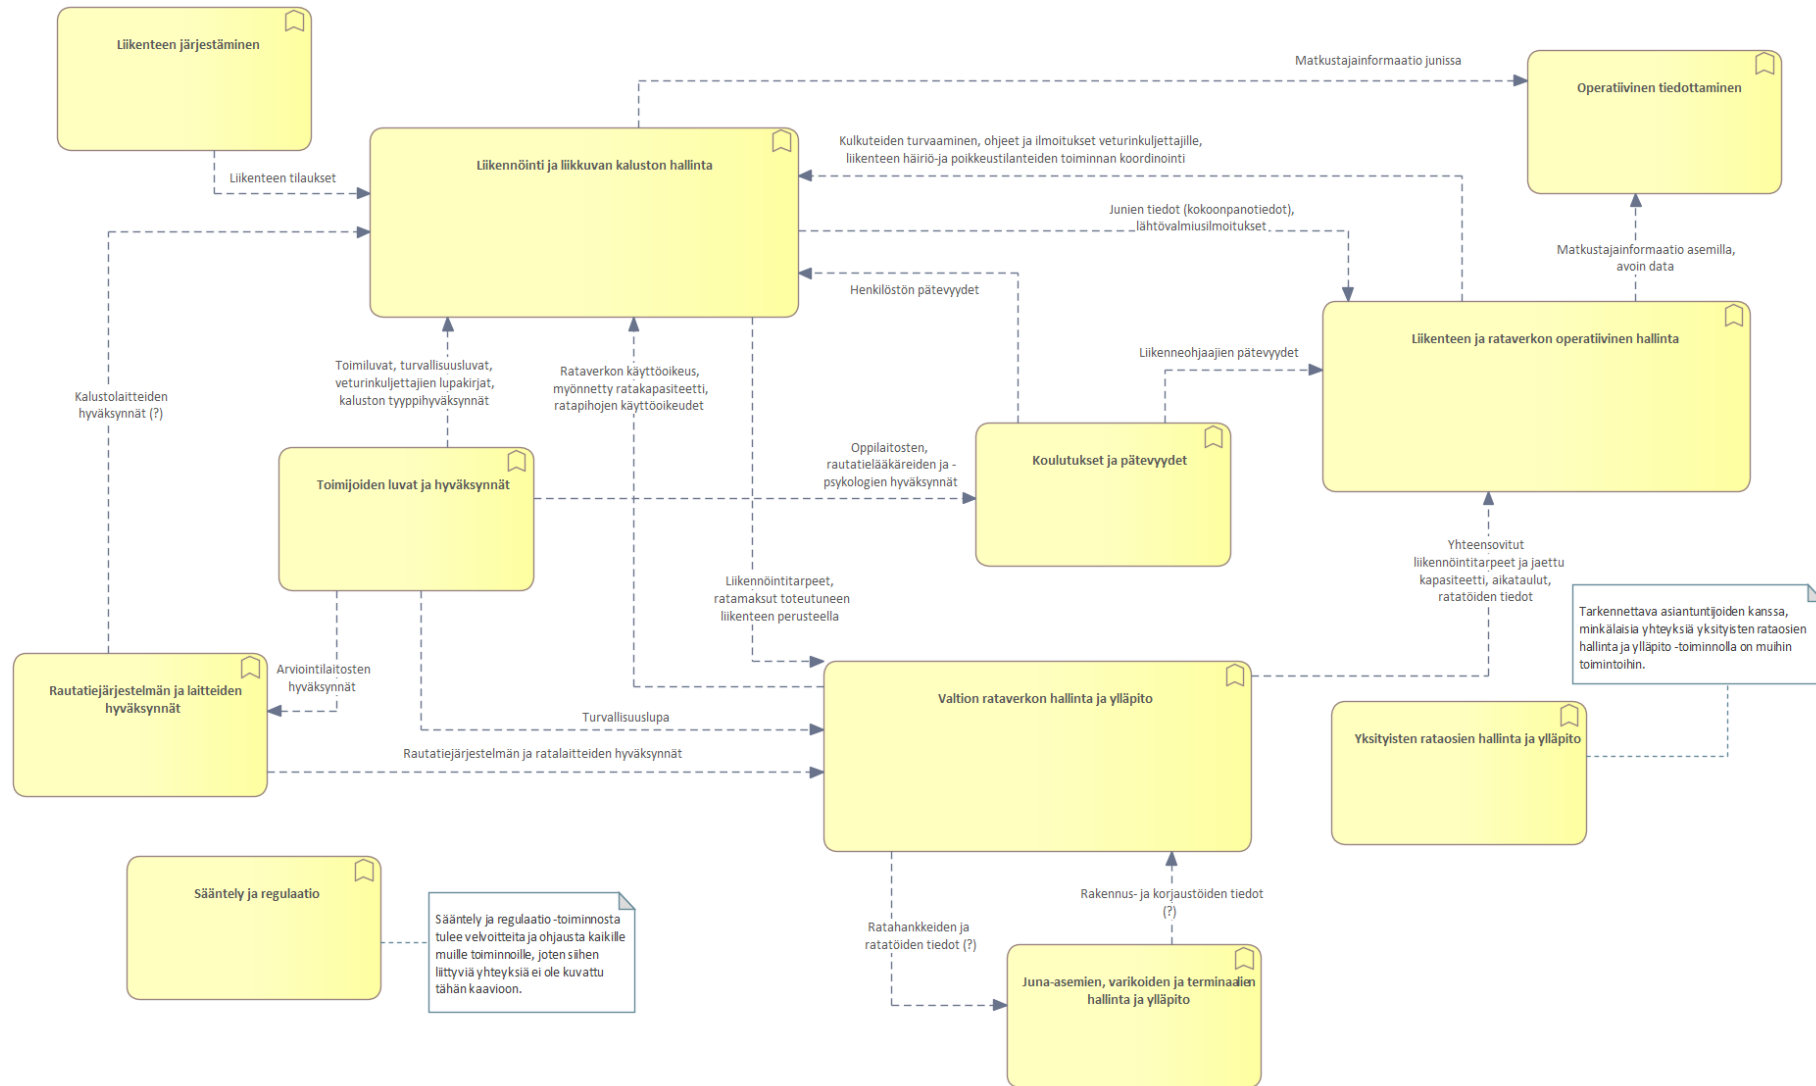 Liikenteen järjestäminen
Matkustajainformaatio junissa
Operatiivinen tiedottaminen
Kulkuteiden turvaaminen, ohjeet ja ilmoitukset veturinkuljettajille,
liikenteen häiriö-ja poikkeustilanteiden toiminnan koordinointi
Liikennöinti ja liikkuvan kaluston hallinta
Liikenteen tilaukset
Junien tiedot (kokoonpanotiedot),
lähtövalmiusilmoitukset
Matkustajainformaatio asemilla,
avoin data
Henkilöstön pätevyydet
Liikenteen ja rataverkon operatiivinen hallinta
Liikenneohjaajien pätevyydet
Toimiluvat, turvallisuusluvat,
veturinkuljettajien lupakirjat,
kaluston tyyppihyväksynnät
Rataverkon käyttöoikeus,
myönnetty ratakapasiteetti,
ratapihojen käyttöoikeudet
Kalustolaitteiden
hyväksynnät (?)
Oppilaitosten,
rautatielääkäreiden ja -
psykologien hyväksynnät
Koulutukset ja pätevyydet
Toimijoiden luvat ja hyväksynnät
Yhteensovitut
liikennöintitarpeet ja jaettu
kapasiteetti, aikataulut,
ratatöiden tiedot
Liikennöintitarpeet,
ratamaksut toteutuneen
liikenteen perusteella
Tarkennettava asiantuntijoiden kanssa,
minkälaisia yhteyksiä yksityisten rataosien
hallinta ja ylläpito -toiminnolla on muihin
toimintoihin.
Arviointilaitosten
hyväksynnät
Rautatiejärjestelmän ja laitteiden
hyväksynnät
Valtion rataverkon hallinta ja ylläpito
Turvallisuuslupa
Yksityisten rataosien hallinta ja ylläpito
Rautatiejärjestelmän ja ratalaitteiden hyväksynnät
Sääntely ja regulaatio
Rakennus- ja korjaustöiden tiedot
(?)
Sääntely ja regulaatio -toiminnosta
tulee velvoitteita ja ohjausta kaikille
muille toiminnoille, joten siihen
liittyviä yhteyksiä ei ole kuvattu
tähän kaavioon.
Ratahankkeiden ja
ratatöiden tiedot (?)
Juna-asemien, varikoiden ja terminaalien
hallinta ja ylläpito